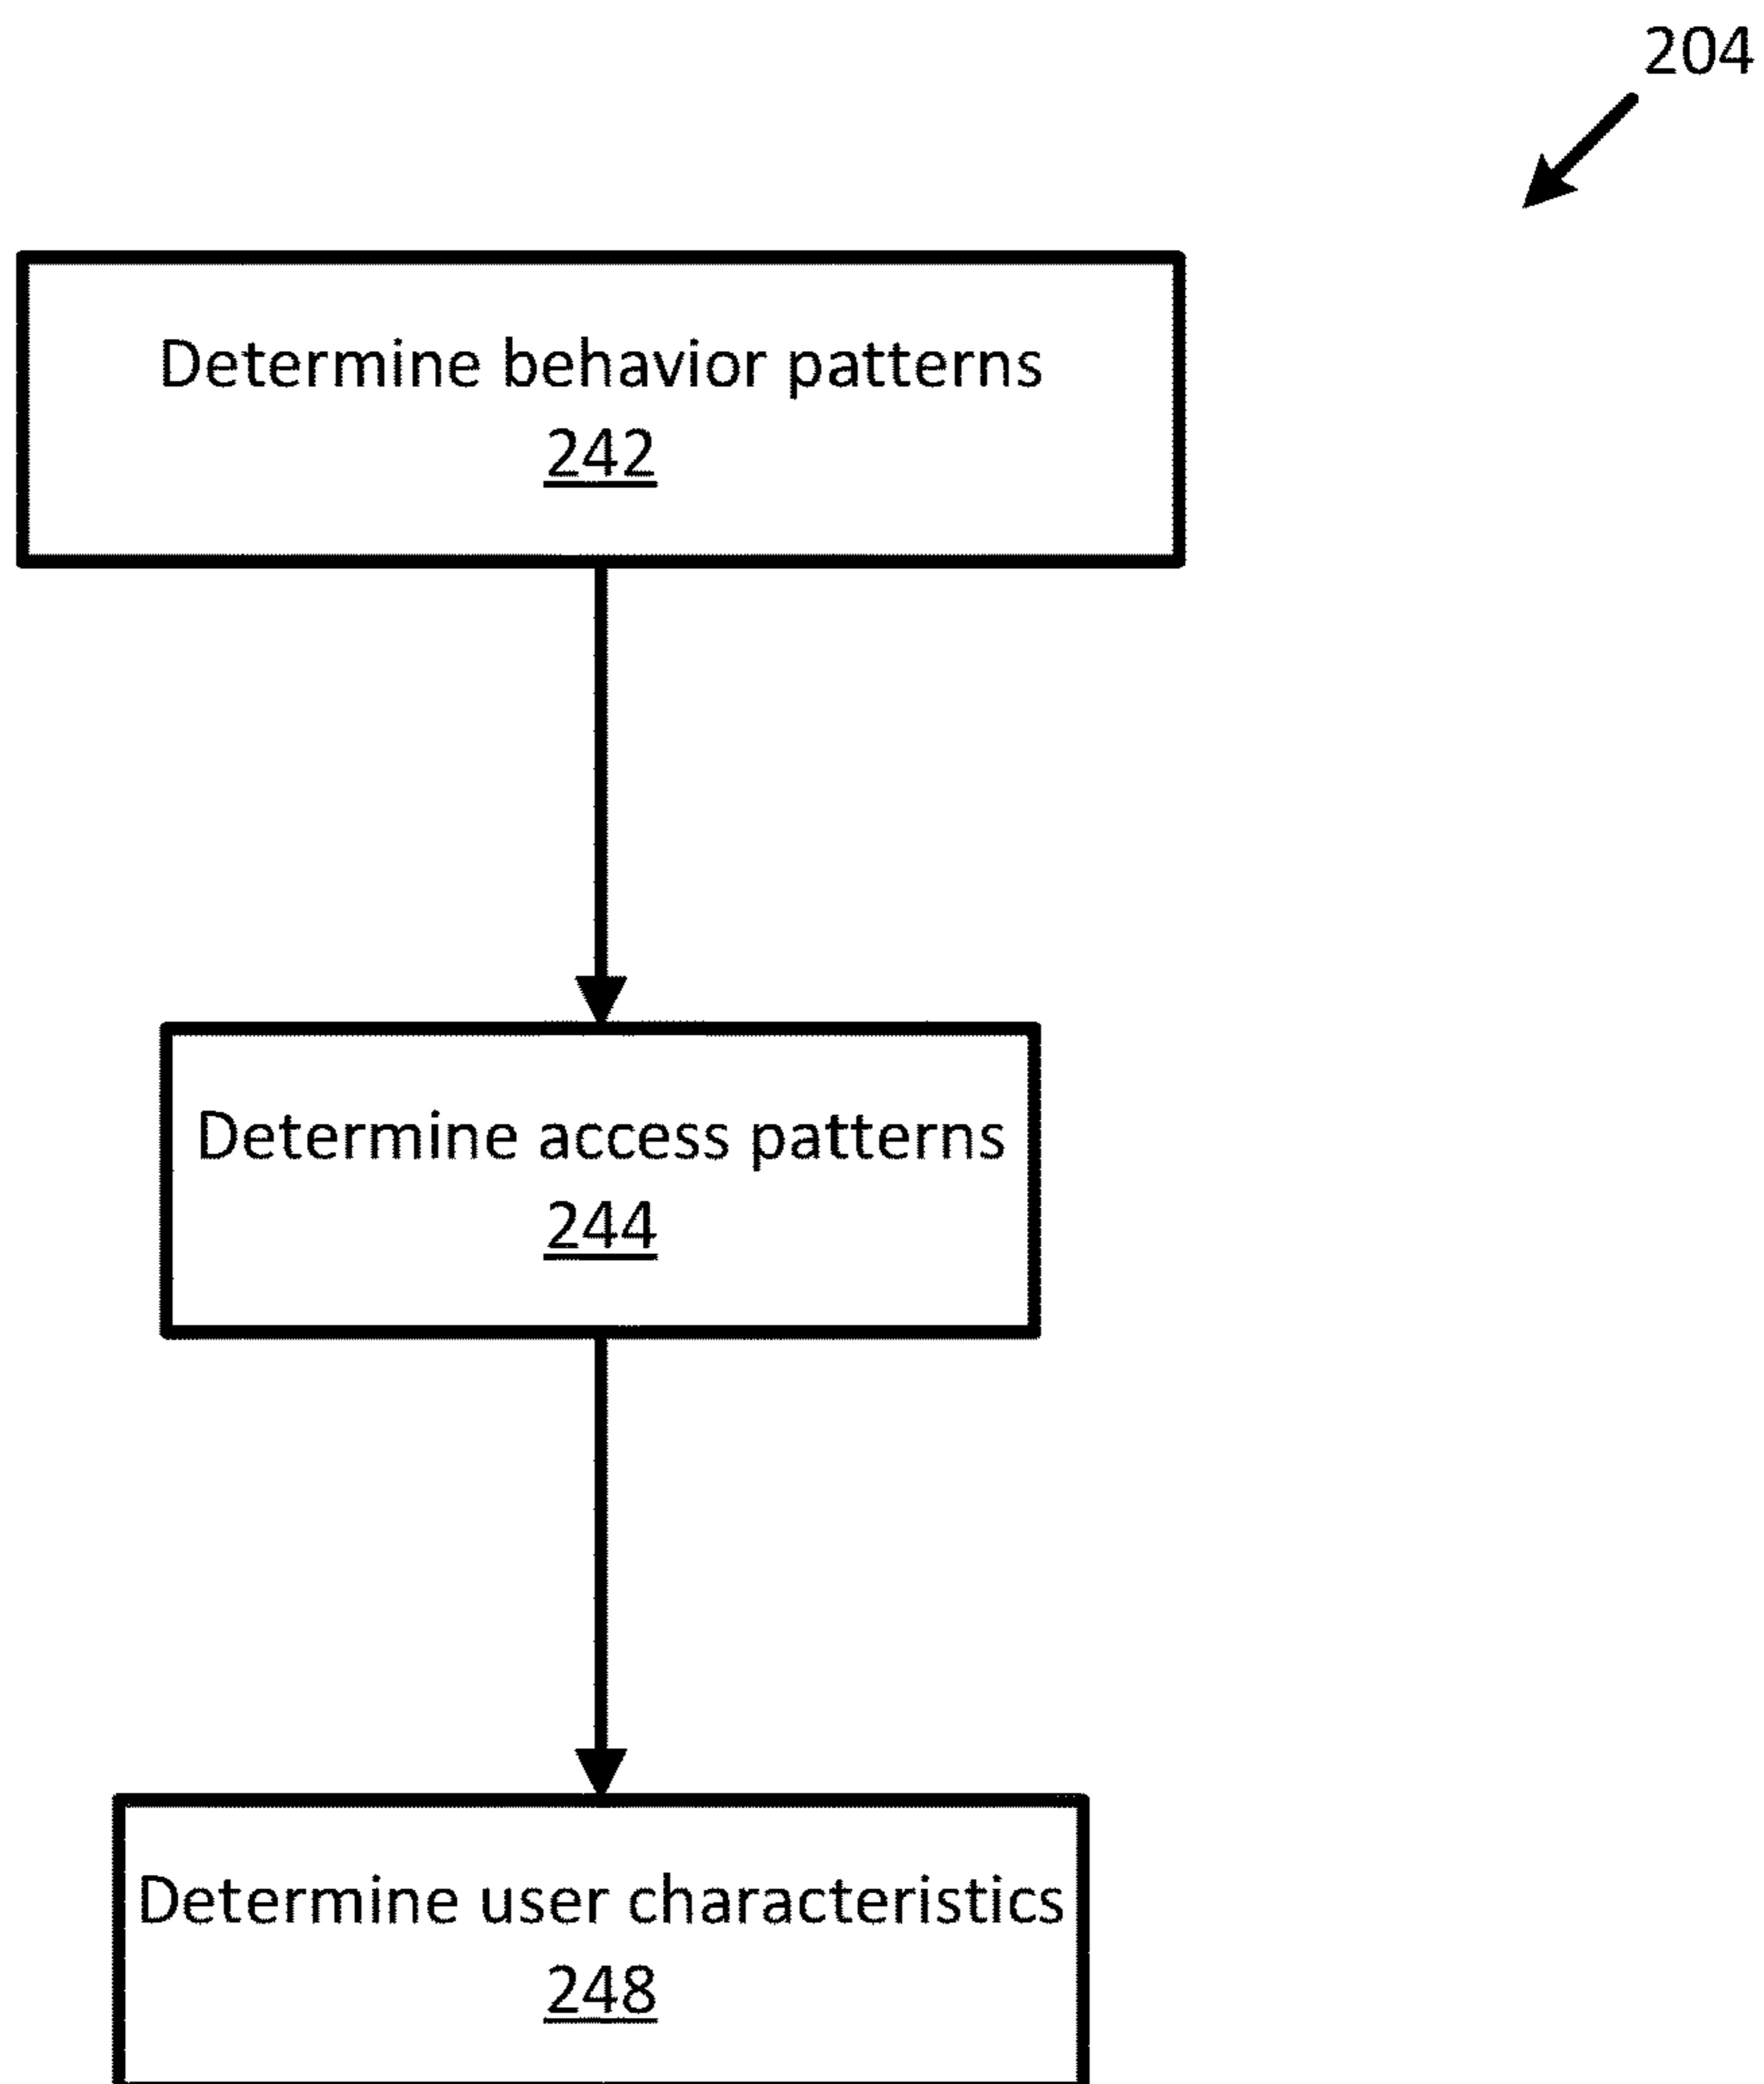 204
Determine behavior patterns
242
Determine access patterns
244
Determine user characteristics
248